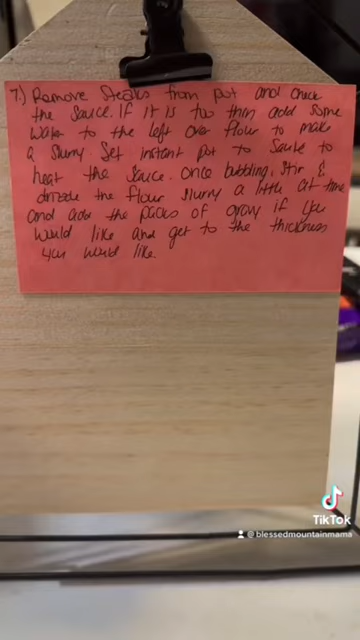 7.) Remove steaks from pot and check
the sauce. If it is too thin add some
water to the left over flour to make
a slurry. Set instant pot to sauté to
heat the sauce. Once bubbling, stir &
drizzle the flour slurry a little at time
and add the packs of gravy if you
would like and get to the thickness
you would like
TikTok
@blessedmountainmama